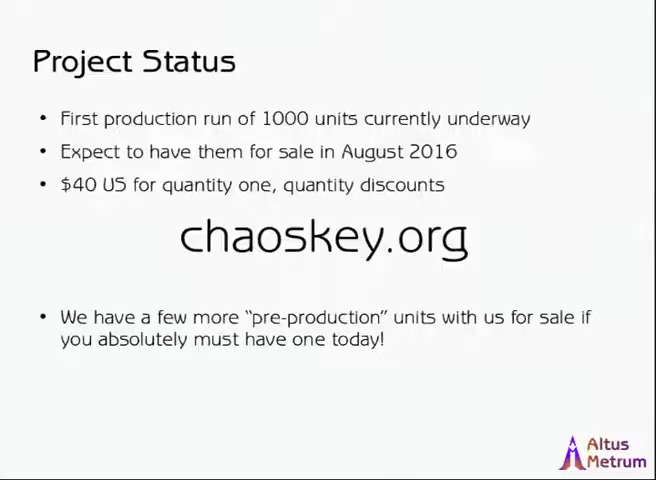 Project Status
• First production run of 1000 units currently underway
• Expect to have them for sale in August 2016
• $40 US for quantity one, quantity discounts
chaoskey.org
• We have a few more “pre-production” units with us for sale if
you absolutely must have one today!
Altus
Metrum